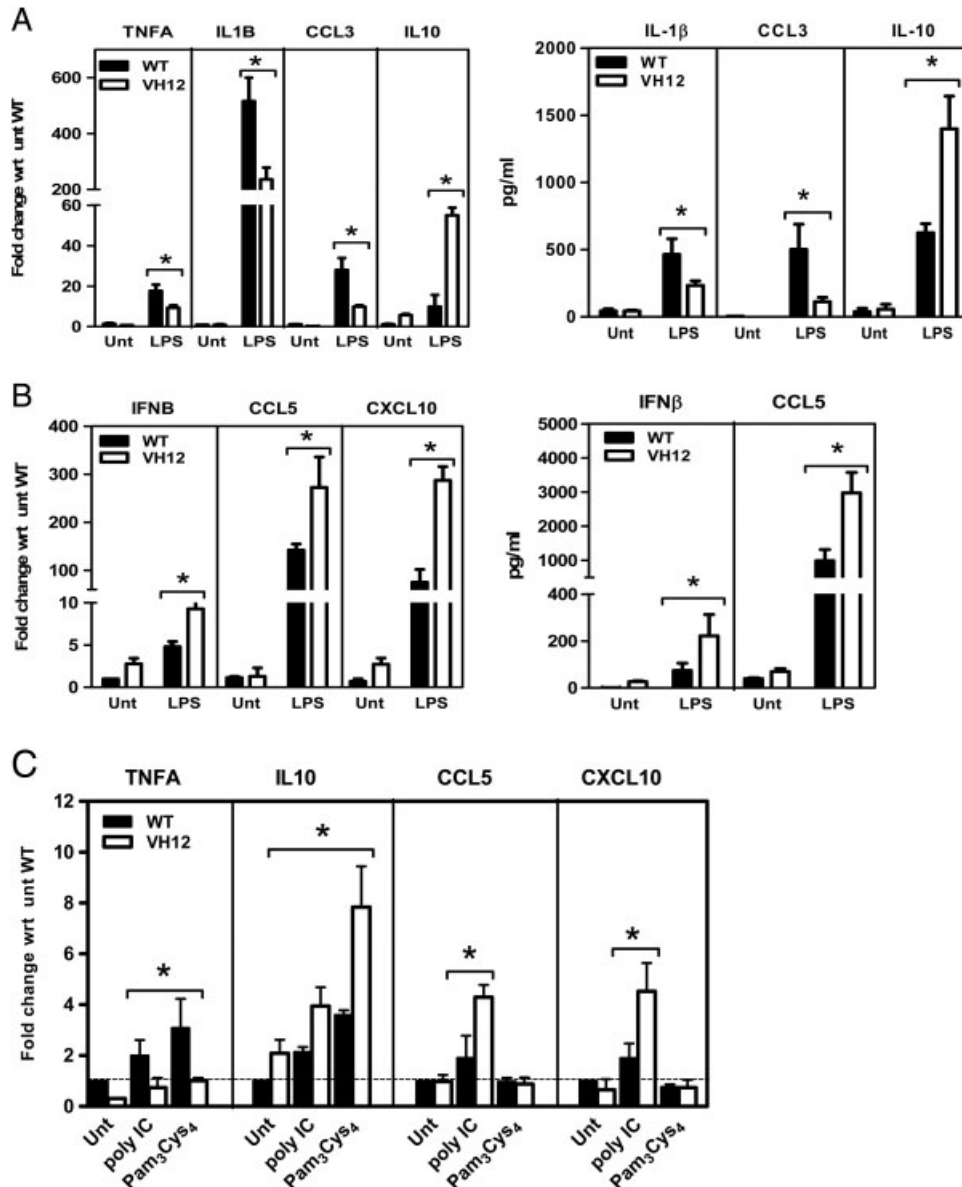 A
TNFA IL1B CCL3 IL10
WT
VH12
Fold change wrt unt WT
600
400
200
60
40
20
0
* * * *
Unt LPS Unt LPS Unt LPS Unt LPS
IL-1β CCL3 IL-10
WT
VH12
pg/ml
2000
1500
1000
500
0
* * *
Unt LPS Unt LPS Unt LPS
B
IFNB CCL5 CXCL10
WT
VH12
Fold change wrt unt WT
400
300
200
100
10
5
0
* * *
Unt LPS Unt LPS Unt LPS
IFNβ CCL5
WT
VH12
pg/ml
5000
4000
3000
2000
1000
400
200
0
* *
Unt LPS Unt LPS
C
TNFA IL10 CCL5 CXCL10
WT
VH12
Fold change wrt unt WT
12
10
8
6
4
2
0
* * * *
Unt poly IC Pam₃Cys₄ Unt poly IC Pam₃Cys₄ Unt poly IC Pam₃Cys₄ Unt poly IC Pam₃Cys₄